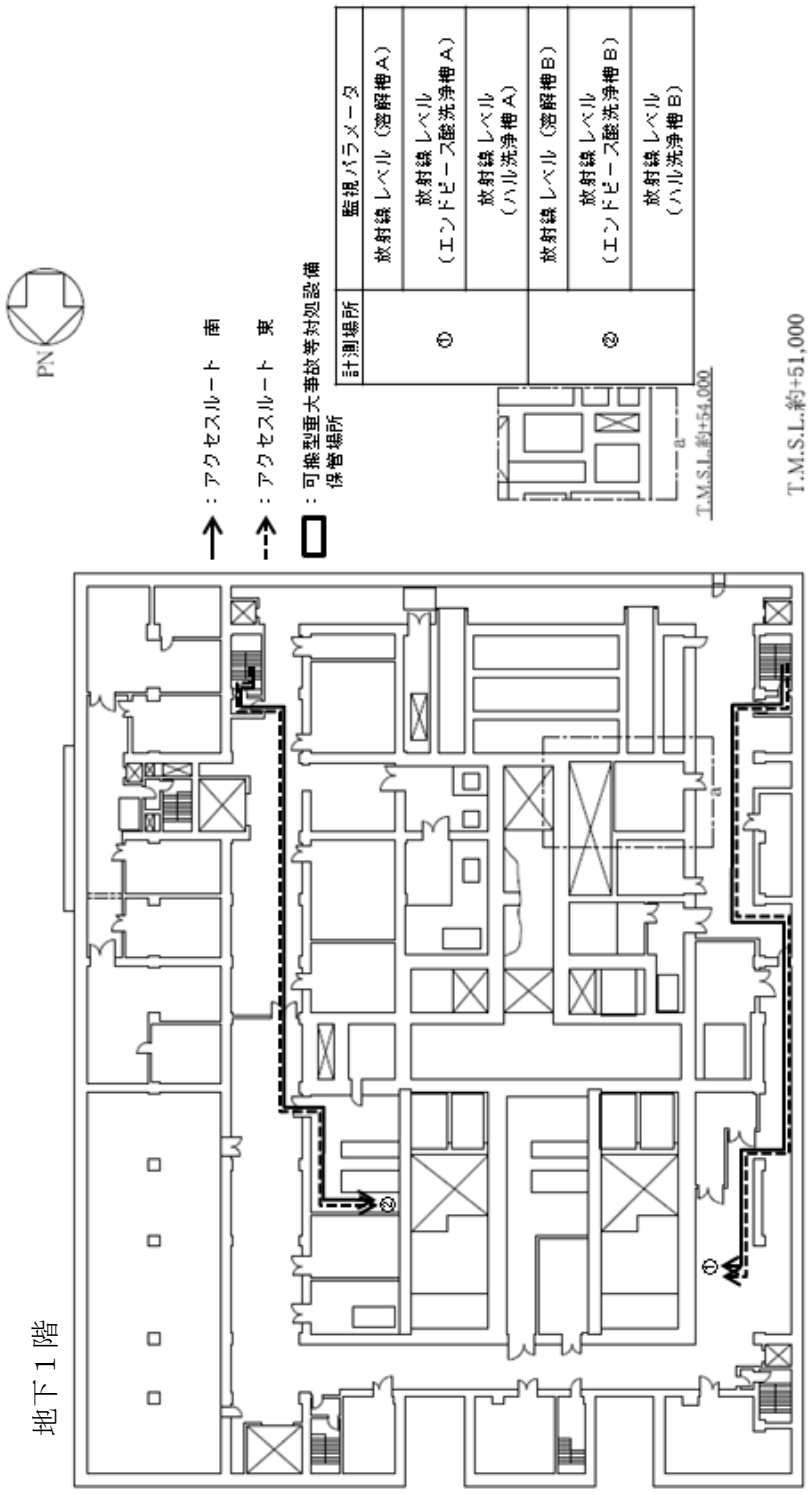 地下１階
PN
：アクセスルート 南
：アクセスルート 東
：可搬型重大事故等対処設備
保管場所
計測場所
監視パラメータ
①
放射線レベル（溶解槽A）
放射線レベル
（エンドピース酸洗浄槽A）
放射線レベル
（ハル洗浄槽A）
②
放射線レベル（溶解槽B）
放射線レベル
（エンドピース酸洗浄槽B）
放射線レベル
（ハル洗浄槽B）
②
①
a
a
T.M.S.L.約+54,000
T.M.S.L.約+51,000